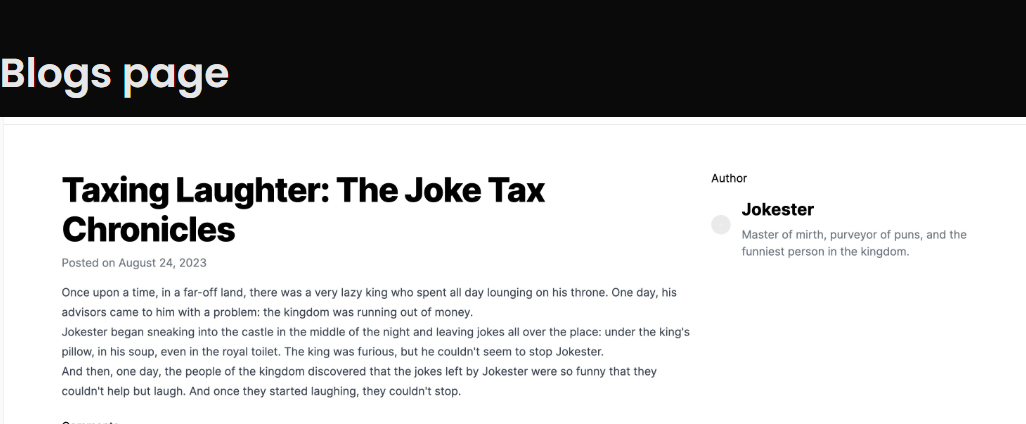 Blogs page
Taxing Laughter: The Joke Tax
Chronicles
Posted on August 24, 2023
Once upon a time, in a far-off land, there was a very lazy king who spent all day lounging on his throne. One day, his
advisors came to him with a problem: the kingdom was running out of money.
Jokester began sneaking into the castle in the middle of the night and leaving jokes all over the place: under the king's
pillow, in his soup, even in the royal toilet. The king was furious, but he couldn't seem to stop Jokester.
And then, one day, the people of the kingdom discovered that the jokes left by Jokester were so funny that they
couldn't help but laugh. And once they started laughing, they couldn't stop.
Author
Jokester
Master of mirth, purveyor of puns, and the
funniest person in the kingdom.